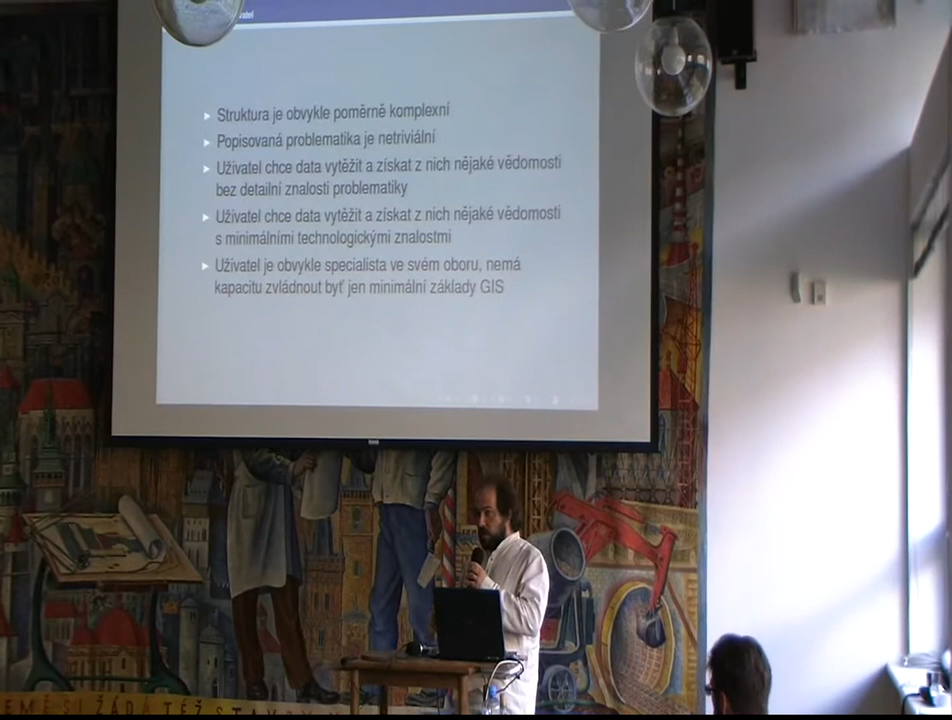 Struktura je obvykle poměrně komplexní
Popisovaná problematika je netriviální
Uživatel chce data vytěžit a získat z nich nějaké vědomosti
bez detailní znalosti problematiky
Uživatel chce data vytěžit a získat z nich nějaké vědomosti
s minimálními technologickými znalostmi
Uživatel je obvykle specialista ve svém oboru, nemá
kapacitu zvládnout byť jen minimální základy GIS
ŽÁDÁ TÉŽ